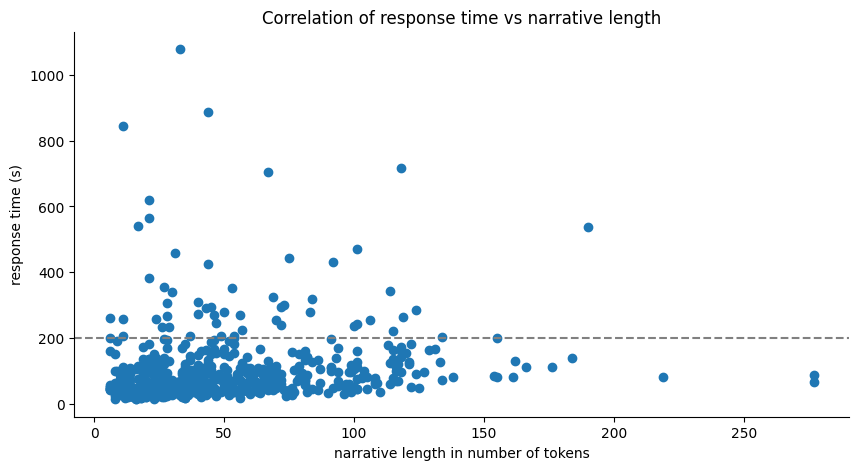 Correlation of response time vs narrative length
response time (s)
1000
800
600
400
200
0
0 50 100 150 200 250
narrative length in number of tokens